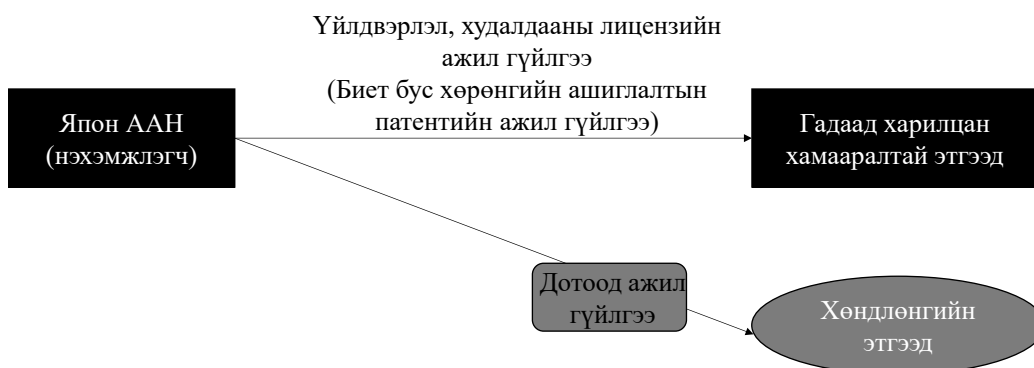 Үйлдвэрлэл, худалдааны лицензийн
ажил гүйлгээ
(Биет бус хөрөнгийн ашиглалтын
патентийн ажил гүйлгээ)
Япон ААН
(нэхэмжлэгч)
Гадаад харилцан
хамааралтай этгээд
Дотоод ажил
гүйлгээ
Хөндлөнгийн
этгээд